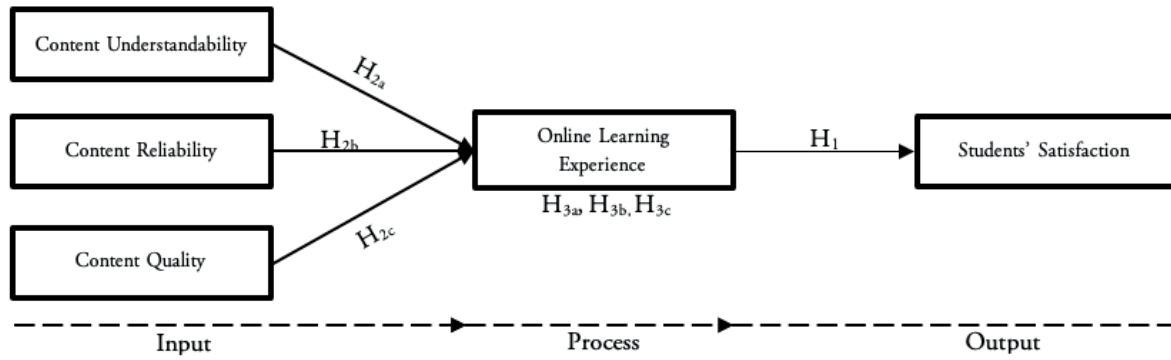 Content Understandability
H2a
Content Reliability
H2b
Content Quality
H2c
Online Learning
Experience
H3a, H3b, H3c
H1
Students’ Satisfaction
Input
Process
Output